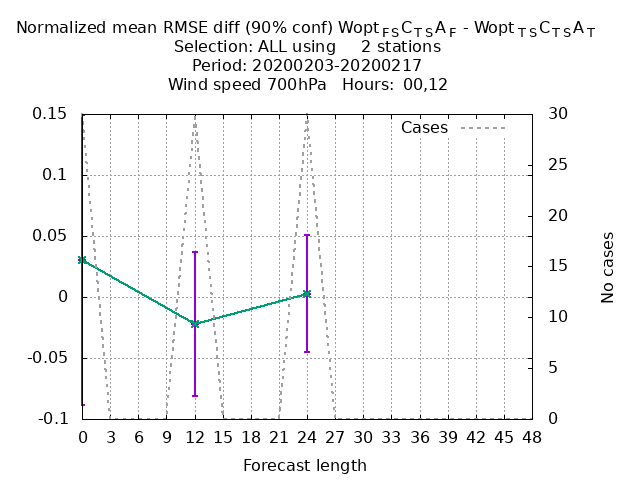 Normalized mean RMSE diff (90% conf) Wopt FS C TS A F - Wopt TS C TS A T
Selection: ALL using 2 stations
Period: 20200203-20200217
Wind speed 700hPa Hours: 00,12
Cases
0.15
0.1
0.05
0
-0.05
-0.1
30
25
20
15
10
5
0
No cases
0 3 6 9 12 15 18 21 24 27 30 33 36 39 42 45 48
Forecast length